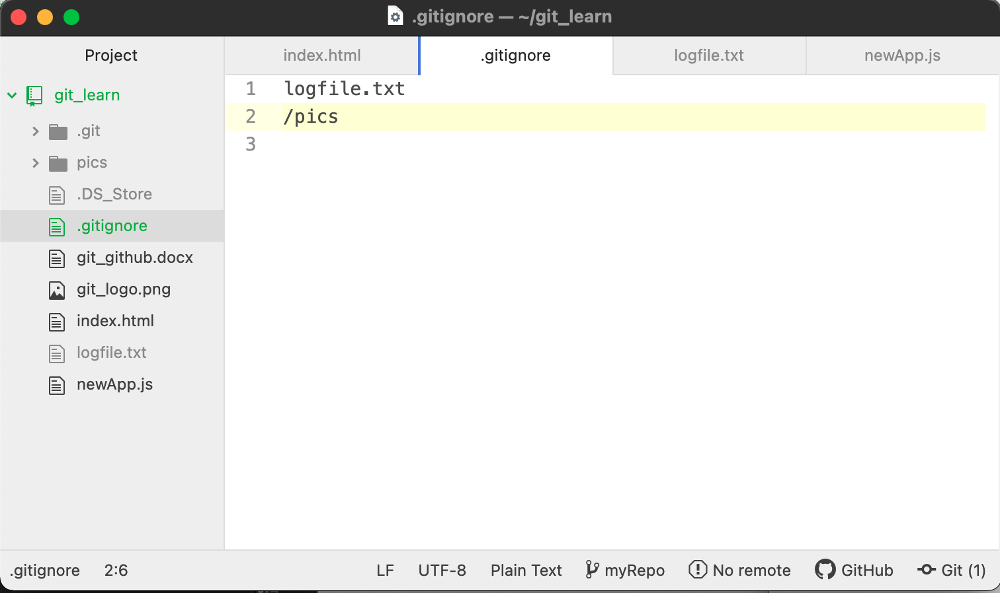 .gitignore — ~/git_learn
Project
index.html
.gitignore
logfile.txt
newApp.js
git_learn
.git
pics
.DS_Store
.gitignore
git_github.docx
git_logo.png
index.html
logfile.txt
newApp.js
1 logfile.txt
2 /pics
3
.gitignore 2:6 LF UTF-8 Plain Text myRepo No remote GitHub Git (1)